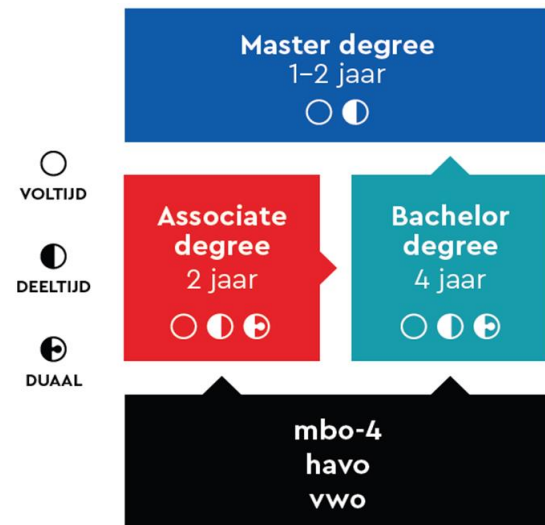 Master degree
1–2 jaar
VOLTIJD
DEELTIJD
DUAAL
Associate
degree
2 jaar
Bachelor
degree
4 jaar
mbo-4
havo
vwo